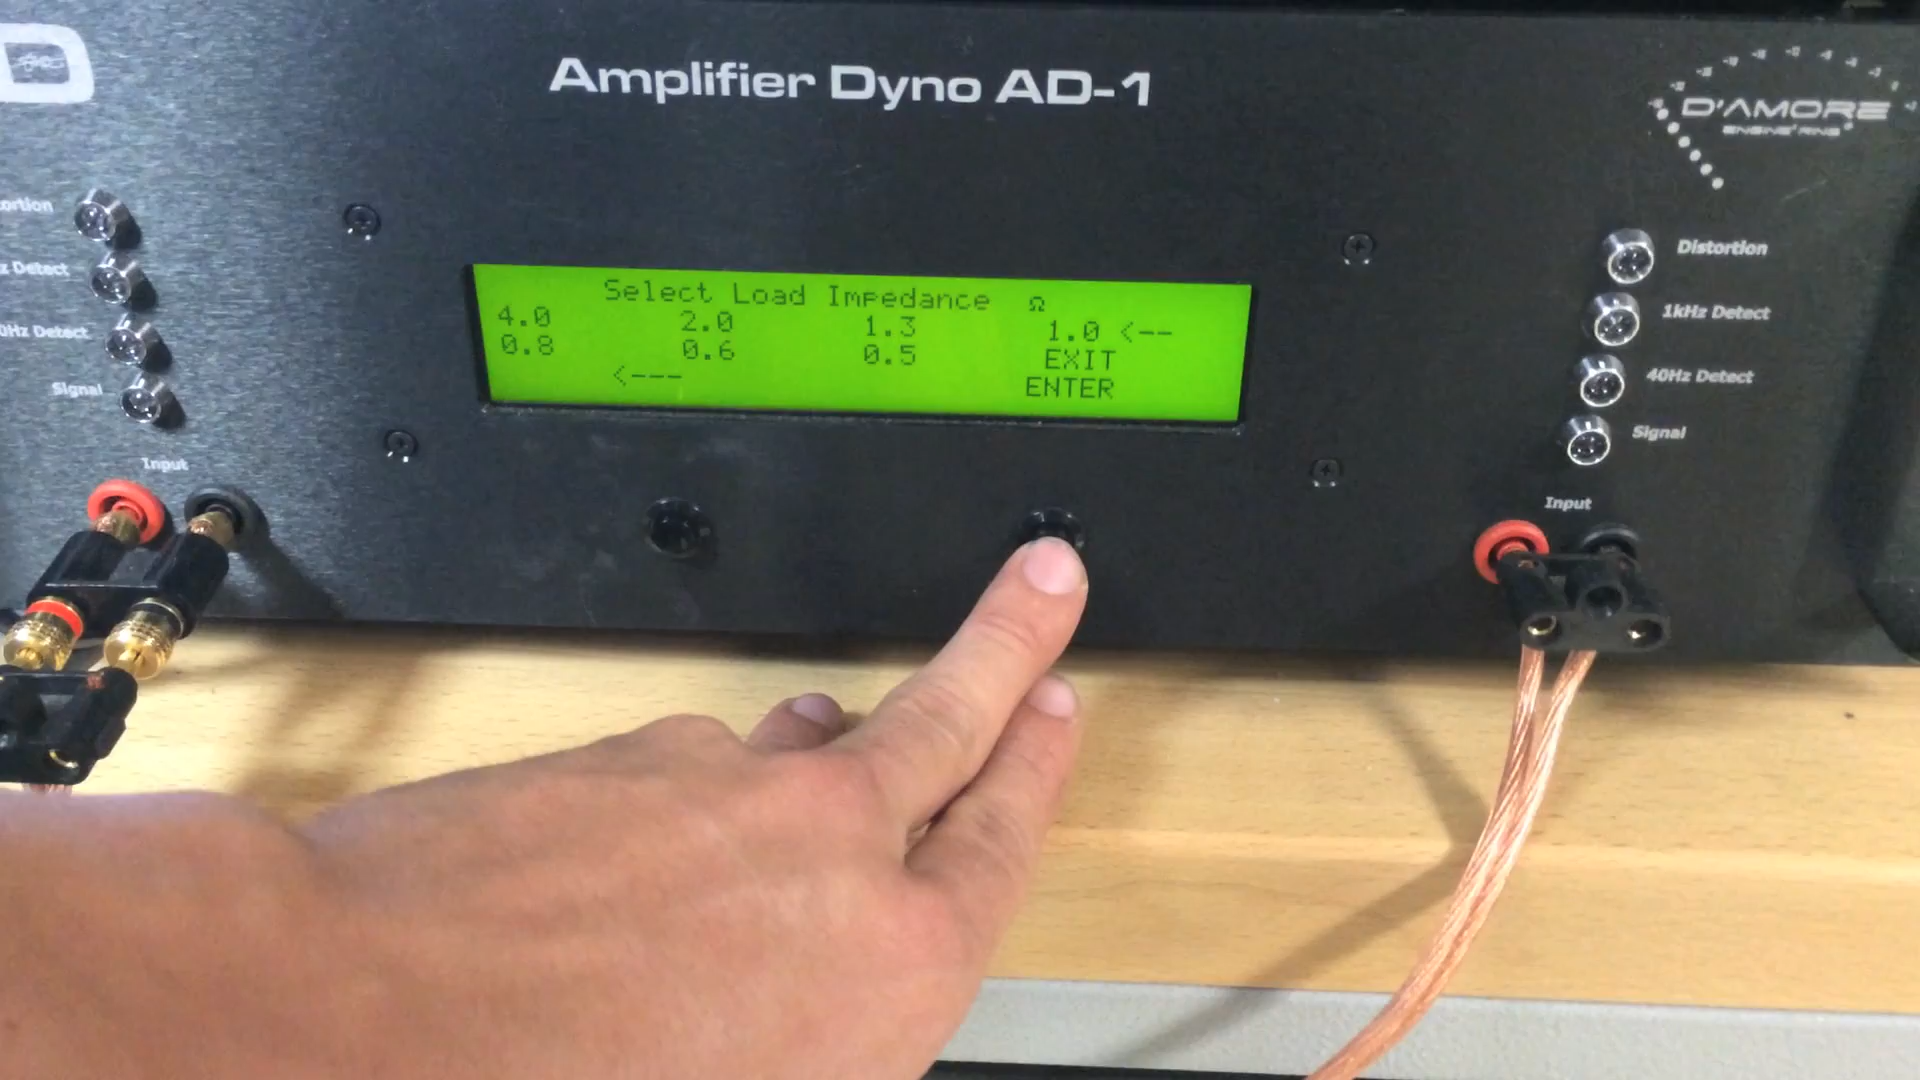 Amplifier Dyno AD-1
D'AMORE
ENGINEERING
Select Load Impedance Ω
4.0 2.0 1.3 1.0 <--
0.8 0.6 0.5 EXIT
<--- ENTER
Detect
Signal
Input
Distortion
1kHz Detect
40Hz Detect
Signal
Input